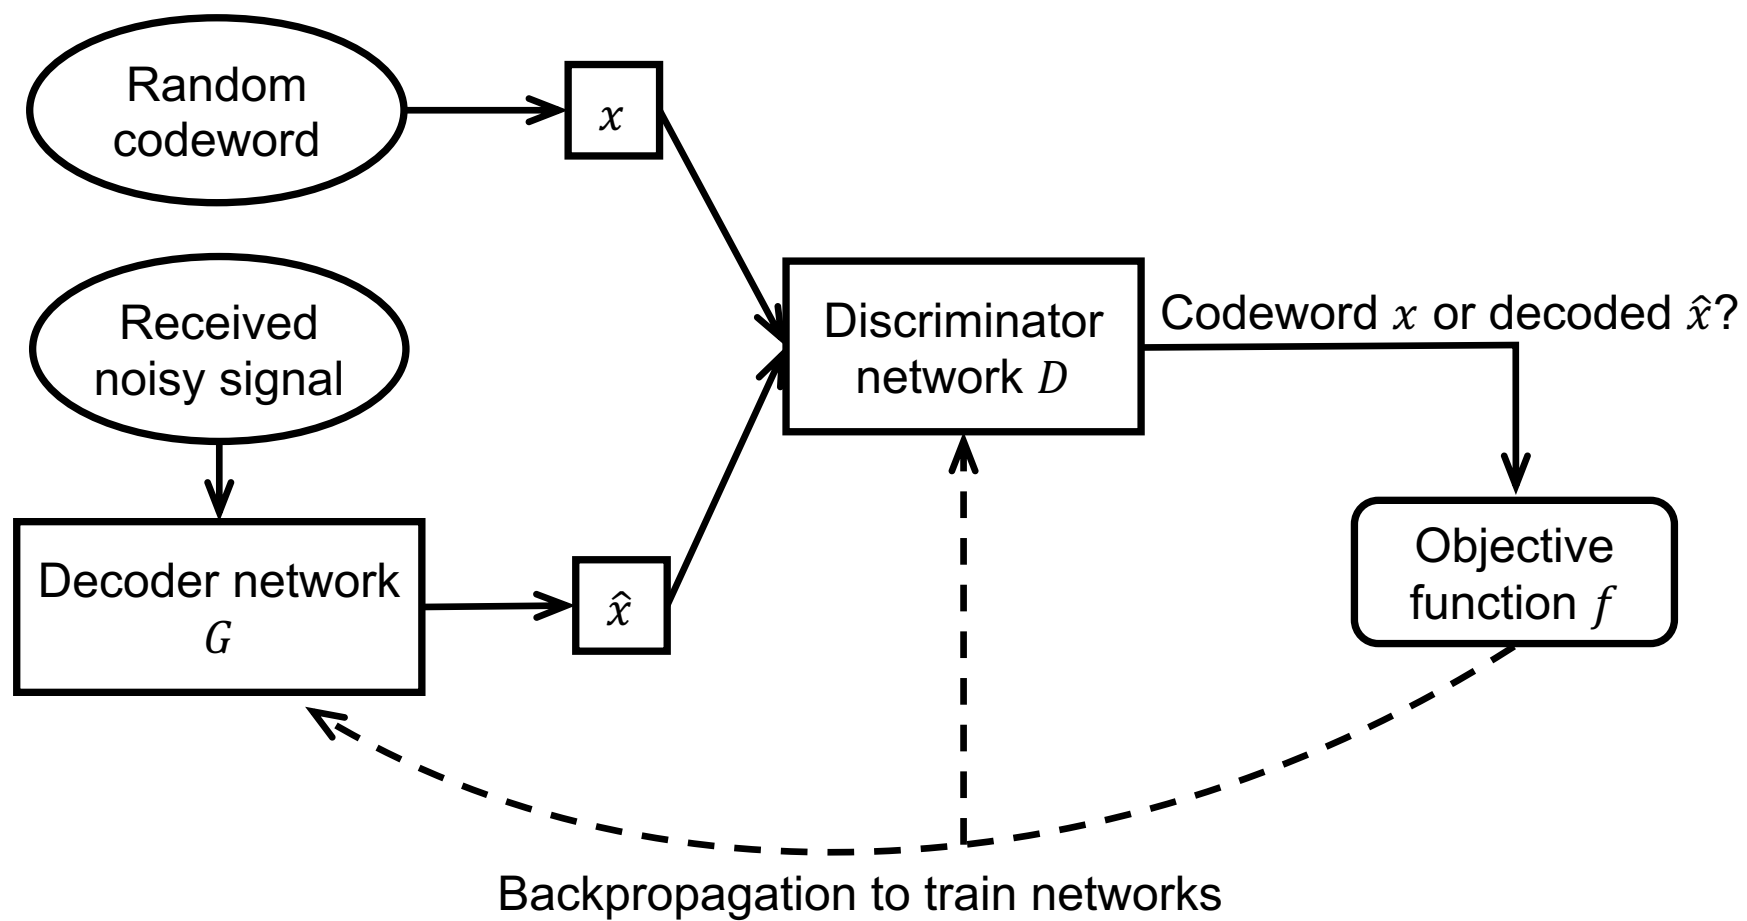 Random
codeword
x
Received
noisy signal
Discriminator
network D
Codeword x or decoded x̂?
Decoder network
G
x̂
Objective
function f
Backpropagation to train networks